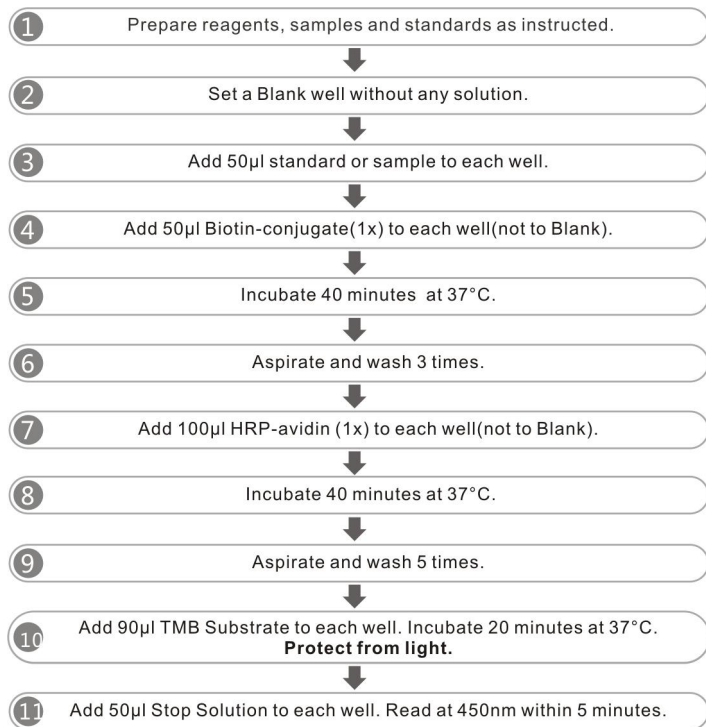 1 Prepare reagents, samples and standards as instructed.
2 Set a Blank well without any solution.
3 Add 50μl standard or sample to each well.
4 Add 50μl Biotin-conjugate(1x) to each well(not to Blank).
5 Incubate 40 minutes at 37°C.
6 Aspirate and wash 3 times.
7 Add 100μl HRP-avidin (1x) to each well(not to Blank).
8 Incubate 40 minutes at 37°C.
9 Aspirate and wash 5 times.
10 Add 90μl TMB Substrate to each well. Incubate 20 minutes at 37°C.
Protect from light.
11 Add 50μl Stop Solution to each well. Read at 450nm within 5 minutes.